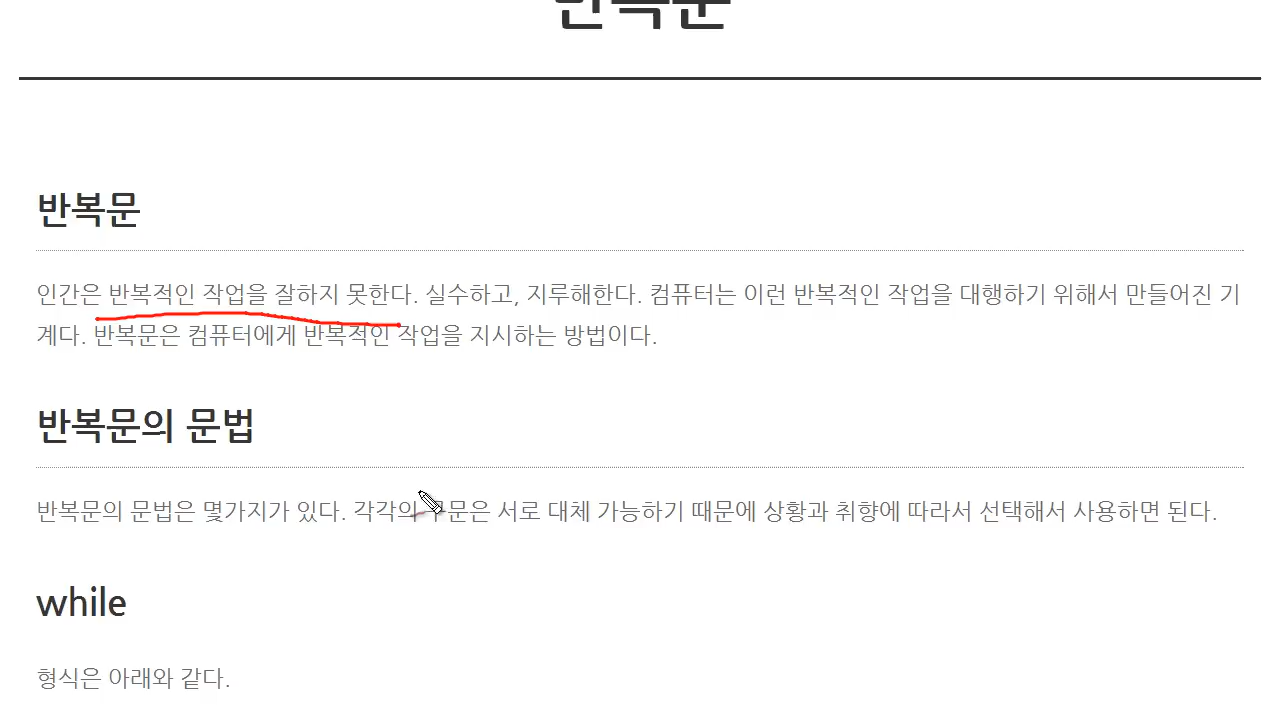 반복문
반복문
인간은 반복적인 작업을 잘하지 못한다. 실수하고, 지루해한다. 컴퓨터는 이런 반복적인 작업을 대행하기 위해서 만들어진 기
계다. 반복문은 컴퓨터에게 반복적인 작업을 지시하는 방법이다.
반복문의 문법
반복문의 문법은 몇가지가 있다. 각각의 구문은 서로 대체 가능하기 때문에 상황과 취향에 따라서 선택해서 사용하면 된다.
while
형식은 아래와 같다.